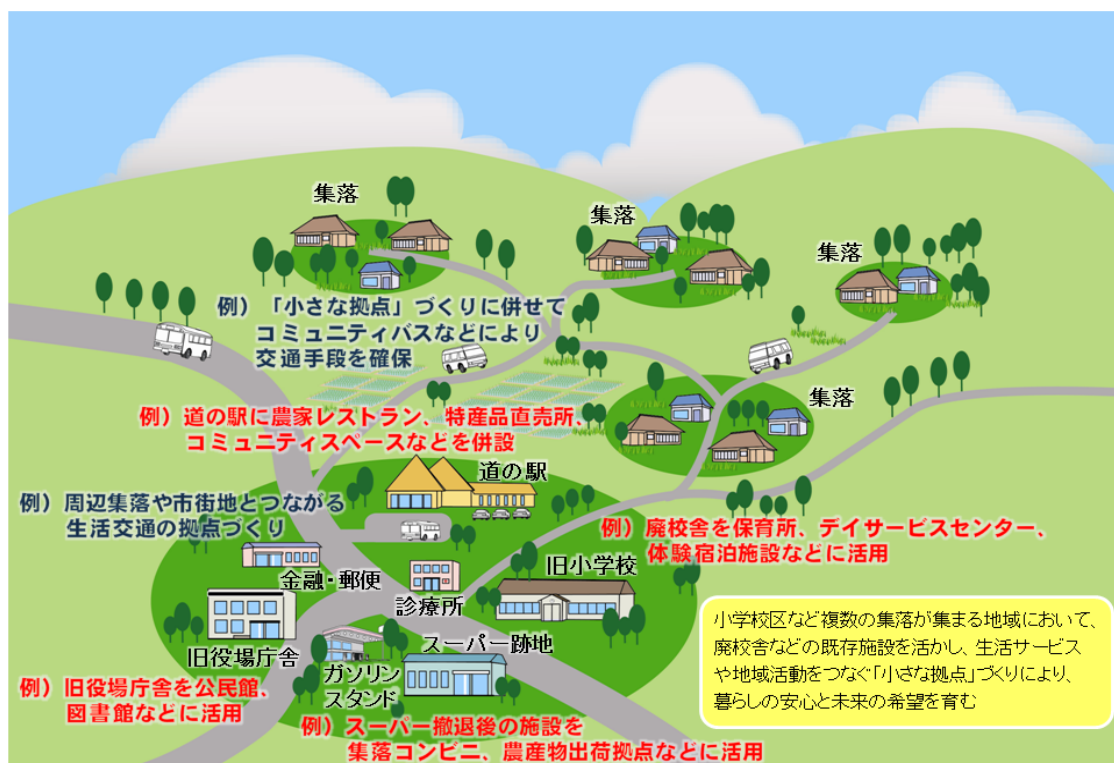 集落
集落
集落
例）「小さな拠点」づくりに併せて
コミュニティバスなどにより
交通手段を確保
集落
例）道の駅に農家レストラン、特産品直売所、
コミュニティスペースなどを併設
道の駅
例）周辺集落や市街地とつながる
生活交通の拠点づくり
例）廃校舎を保育所、デイサービスセンター、
体験宿泊施設などに活用
金融・郵便
診療所
旧小学校
旧役場庁舎
ガソリン
スタンド
スーパー跡地
例）旧役場庁舎を公民館、
図書館などに活用
例）スーパー撤退後の施設を
集落コンビニ、農産物出荷拠点などに活用
小学校区など複数の集落が集まる地域において、
廃校舎などの既存施設を活かし、生活サービス
や地域活動をつなぐ「小さな拠点」づくりにより、
暮らしの安心と未来の希望を育む